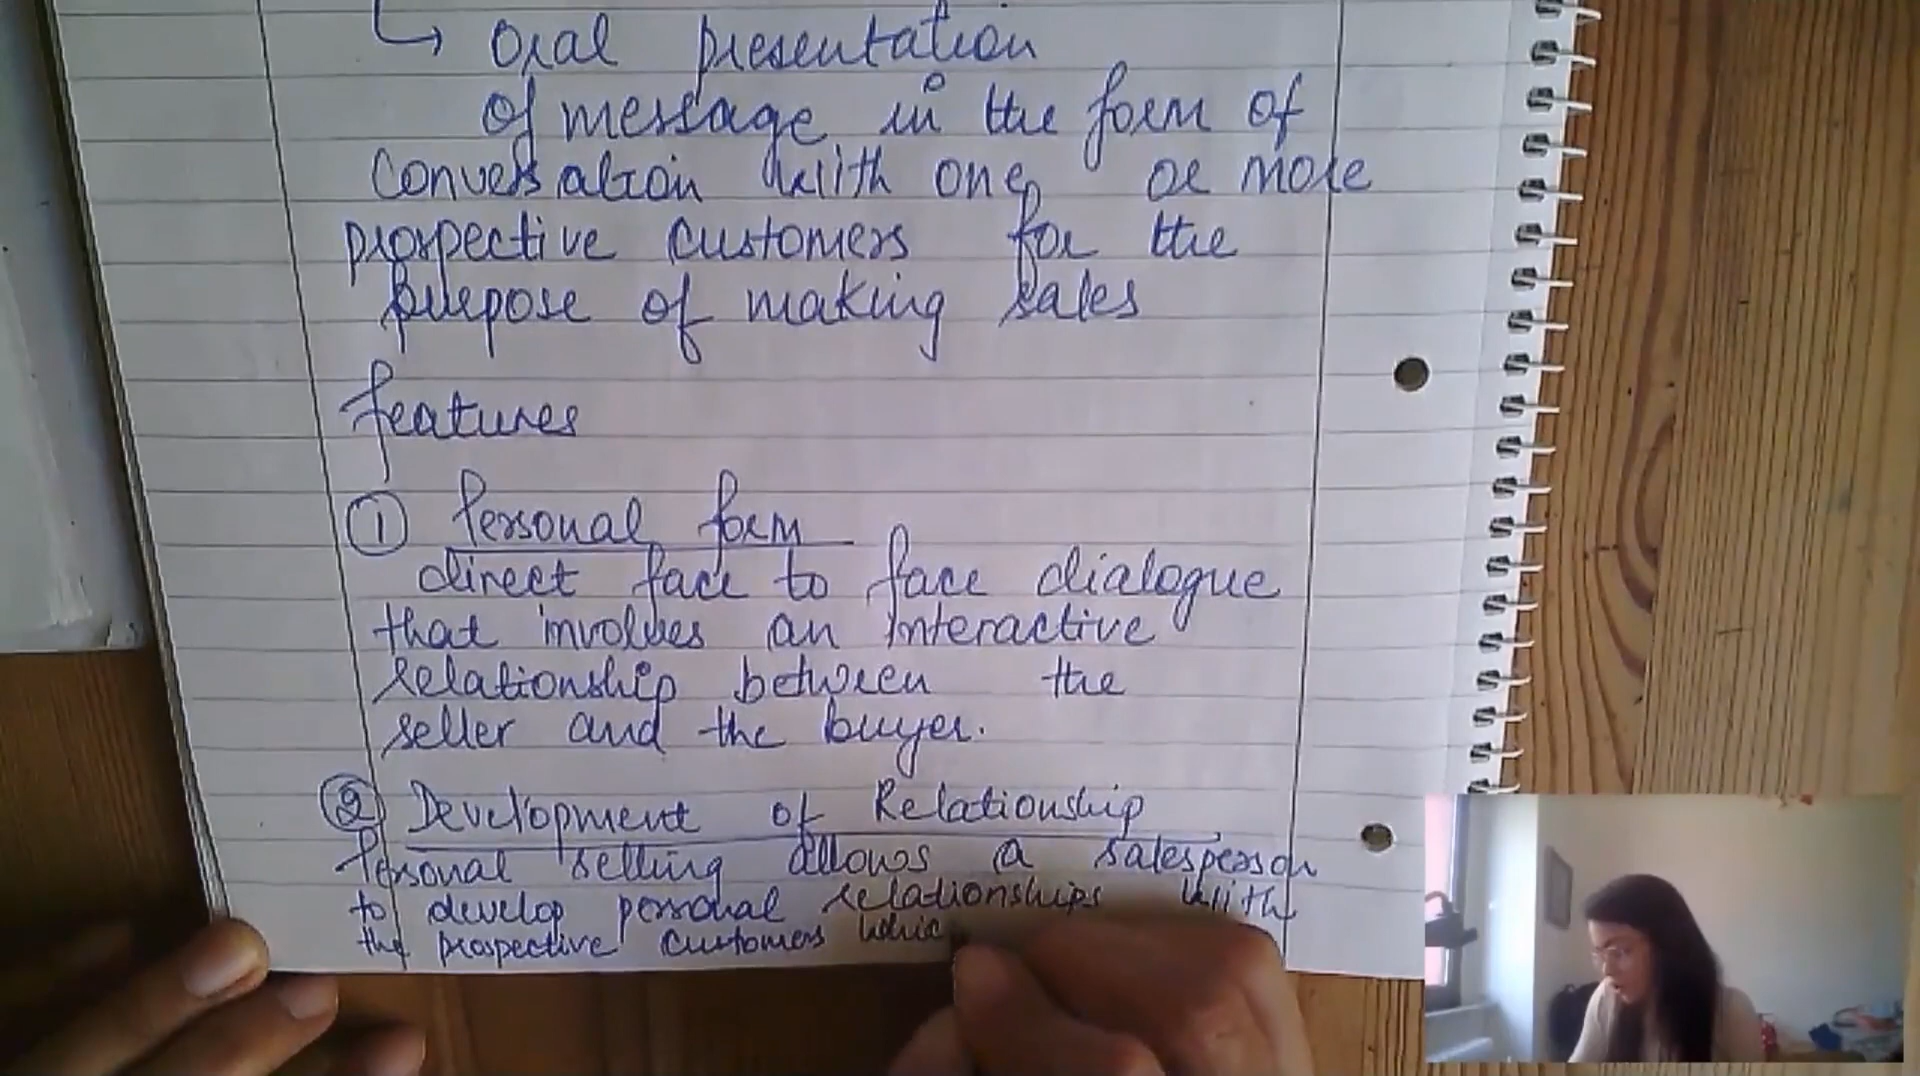 ↳ Oral presentation
of message in the form of
conversation with one or more
prospective customers for the
purpose of making sales
features
① Personal form
direct face to face dialogue
that involves an interactive
relationship between the
seller and the buyer.
② Development of Relationship
Personal selling allows a salesperson
to develop personal relationships with
the prospective customers whic